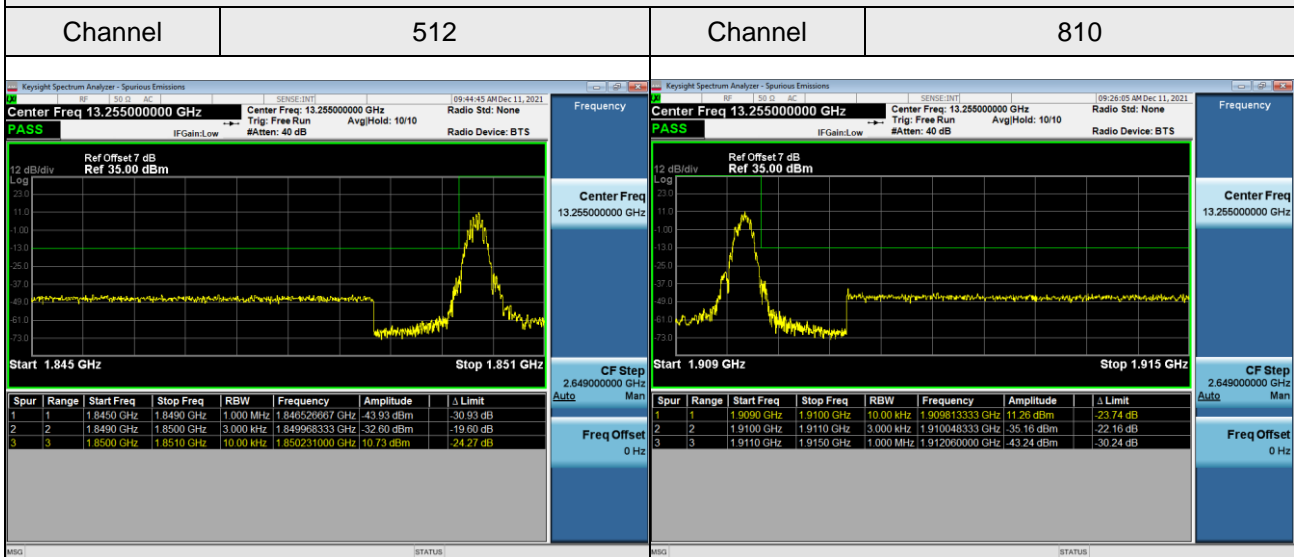 Channel 512 Channel 810
Keysight Spectrum Analyzer - Spurious Emissions
RF 50 Ω AC SENSE:INT 09:44:45 AM Dec 11, 2021
Center Freq 13.255000000 GHz Center Freq: 13.255000000 GHz Radio Std: None
Trig: Free Run Avg|Hold: 10/10
PASS IFGain:Low #Atten: 40 dB Radio Device: BTS
Ref Offset 7 dB
12 dB/div Ref 35.00 dBm
Log
23.0
11.0
-1.00
-13.0
-25.0
-37.0
-49.0
-61.0
-73.0
Start 1.845 GHz Stop 1.851 GHz
Spur Range Start Freq Stop Freq RBW Frequency Amplitude Δ Limit
1 1 1.8450 GHz 1.8490 GHz 1.000 MHz 1.846526667 GHz -43.93 dBm -30.93 dB
2 2 1.8490 GHz 1.8500 GHz 3.000 kHz 1.849968333 GHz -32.60 dBm -19.60 dB
3 3 1.8500 GHz 1.8510 GHz 10.00 kHz 1.850231000 GHz 10.73 dBm -24.27 dB
MSG STATUS
Frequency
Center Freq
13.255000000 GHz
CF Step
2.649000000 GHz
Auto Man
Freq Offset
0 Hz
Keysight Spectrum Analyzer - Spurious Emissions
RF 50 Ω AC SENSE:INT 09:26:05 AM Dec 11, 2021
Center Freq 13.255000000 GHz Center Freq: 13.255000000 GHz Radio Std: None
Trig: Free Run Avg|Hold: 10/10
PASS IFGain:Low #Atten: 40 dB Radio Device: BTS
Ref Offset 7 dB
12 dB/div Ref 35.00 dBm
Log
23.0
11.0
-1.00
-13.0
-25.0
-37.0
-49.0
-61.0
-73.0
Start 1.909 GHz Stop 1.915 GHz
Spur Range Start Freq Stop Freq RBW Frequency Amplitude Δ Limit
1 1 1.9090 GHz 1.9100 GHz 10.00 kHz 1.909813333 GHz 11.26 dBm -23.74 dB
2 2 1.9100 GHz 1.9110 GHz 3.000 kHz 1.910048333 GHz -35.16 dBm -22.16 dB
3 3 1.9110 GHz 1.9150 GHz 1.000 MHz 1.912060000 GHz -43.24 dBm -30.24 dB
MSG STATUS
Frequency
Center Freq
13.255000000 GHz
CF Step
2.649000000 GHz
Auto Man
Freq Offset
0 Hz